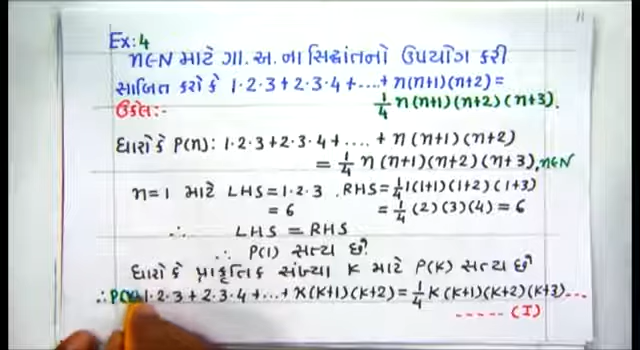 Ex: 4
n∈N માટે ગા. અ. ના સિદ્ધાંતનો ઉપયોગ કરી
સાબિત કરો કે 1·2·3+2·3·4+....+n(n+1)(n+2)=
1/4 n(n+1)(n+2)(n+3).
ઉકેલ:-
ધારોકે P(n): 1·2·3+2·3·4+....+ n(n+1)(n+2)
= 1/4 n(n+1)(n+2)(n+3), n∈N
n=1 માટે LHS=1·2·3 . RHS=1/4 1(1+1)(1+2)(1+3)
= 6 = 1/4 (2)(3)(4) = 6
∴ LHS = RHS
∴ P(1) સત્ય છે.
ધારો કે પ્રાકૃતિક સંખ્યા K માટે P(K) સત્ય છે
∴ 1·2·3+2·3·4+...+K(K+1)(K+2)=1/4 K(K+1)(K+2)(K+3)...
..... (I)